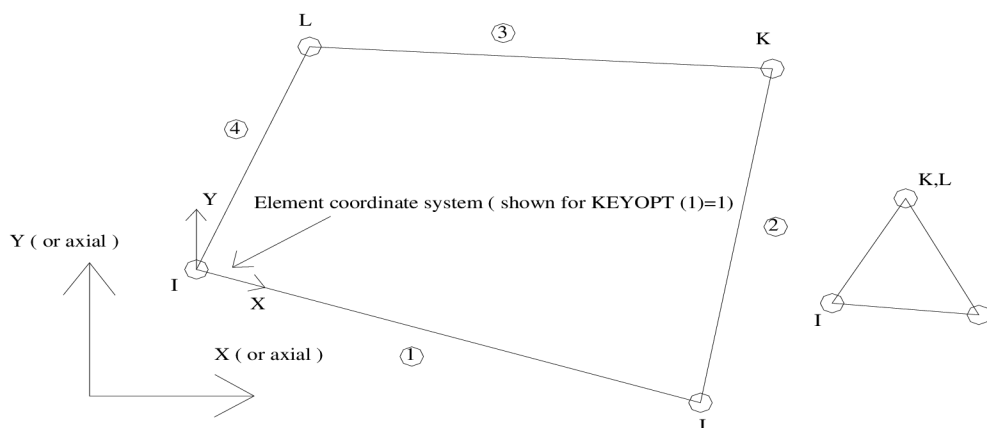 L
3
K
4
K,L
Y
Element coordinate system ( shown for KEYOPT (1)=1)
2
Y ( or axial )
I
X
I
X ( or axial )
1